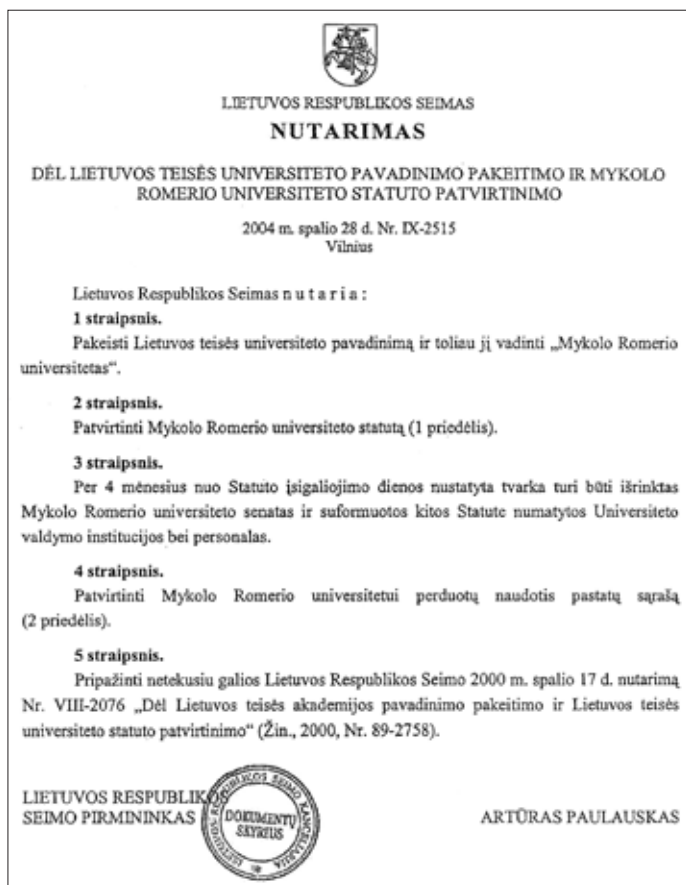 LIETUVOS RESPUBLIKOS SEIMAS
NUTARIMAS
DĖL LIETUVOS TEISĖS UNIVERSITETO PAVADINIMO PAKEITIMO IR MYKOLO
ROMERIO UNIVERSITETO STATUTO PATVIRTINIMO
2004 m. spalio 28 d. Nr. IX-2515
Vilnius
Lietuvos Respublikos Seimas n u t a r i a :
1 straipsnis.
Pakeisti Lietuvos teisės universiteto pavadinimą ir toliau jį vadinti „Mykolo Romerio
universitetas“.
2 straipsnis.
Patvirtinti Mykolo Romerio universiteto statutą (1 priedėlis).
3 straipsnis.
Per 4 mėnesius nuo Statuto įsigaliojimo dienos nustatyta tvarka turi būti išrinktas
Mykolo Romerio universiteto senatas ir suformuotos kitos Statute numatytos Universiteto
valdymo institucijos bei personalas.
4 straipsnis.
Patvirtinti Mykolo Romerio universitetui perduotų naudotis pastatų sąrašą
(2 priedėlis).
5 straipsnis.
Pripažinti netekusiu galios Lietuvos Respublikos Seimo 2000 m. spalio 17 d. nutarimą
Nr. VIII-2076 „Dėl Lietuvos teisės akademijos pavadinimo pakeitimo ir Lietuvos teisės
universiteto statuto patvirtinimo“ (Žin., 2000, Nr. 89-2758).
LIETUVOS RESPUBLIKOS
SEIMO PIRMININKAS
LIETUVOS RESPUBLIKOS SEIMO KANCELIARIJA
DOKUMENTŲ
SKYRIUS
ARTŪRAS PAULAUSKAS